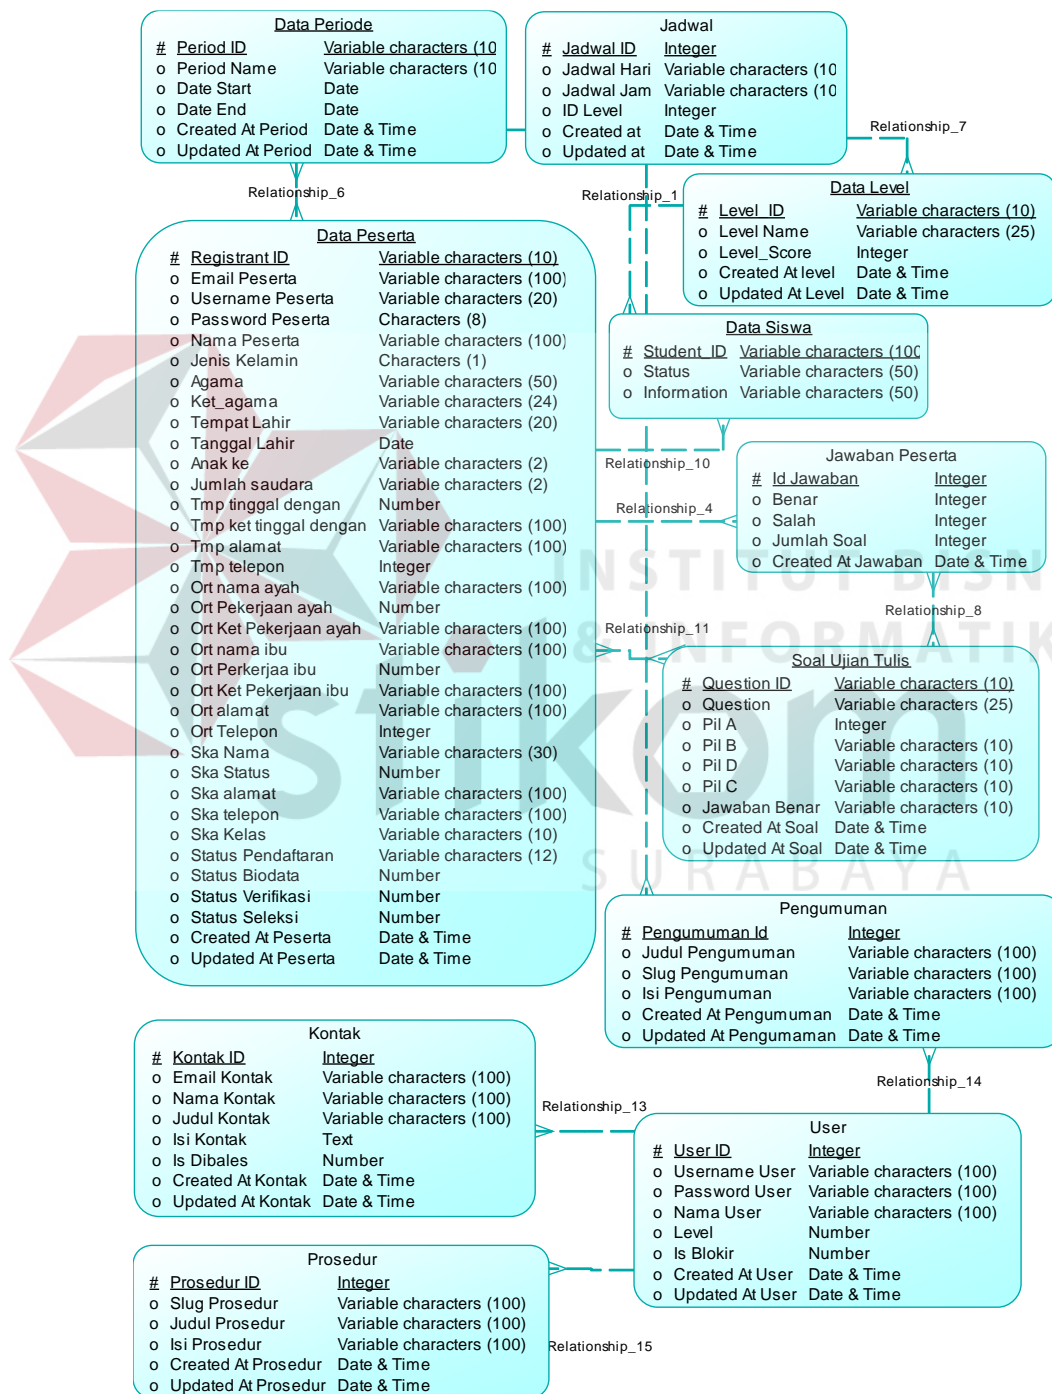 Data Periode
# Period ID Variable characters (10
o Period Name Variable characters (10
o Date Start Date
o Date End Date
o Created At Period Date & Time
o Updated At Period Date & Time
Jadwal
# Jadwal ID Integer
o Jadwal Hari Variable characters (10
o Jadwal Jam Variable characters (10
o ID Level Integer
o Created at Date & Time
o Updated at Date & Time
Relationship_7
Relationship_6
Relationship_1
Data Level
# Level_ID Variable characters (10)
o Level Name Variable characters (25)
o Level_Score Integer
o Created At level Date & Time
o Updated At Level Date & Time
Data Peserta
# Registrant ID Variable characters (10)
o Email Peserta Variable characters (100)
o Username Peserta Variable characters (20)
o Password Peserta Characters (8)
o Nama Peserta Variable characters (100)
o Jenis Kelamin Characters (1)
o Agama Variable characters (50)
o Ket_agama Variable characters (24)
o Tempat Lahir Variable characters (20)
o Tanggal Lahir Date
o Anak ke Variable characters (2)
o Jumlah saudara Variable characters (2)
o Tmp tinggal dengan Number
o Tmp ket tinggal dengan Variable characters (100)
o Tmp alamat Variable characters (100)
o Tmp telepon Integer
o Ort nama ayah Variable characters (100)
o Ort Pekerjaan ayah Number
o Ort Ket Pekerjaan ayah Variable characters (100)
o Ort nama ibu Variable characters (100)
o Ort Perkerjaa ibu Number
o Ort Ket Pekerjaan ibu Variable characters (100)
o Ort alamat Variable characters (100)
o Ort Telepon Integer
o Ska Nama Variable characters (30)
o Ska Status Number
o Ska alamat Variable characters (100)
o Ska telepon Variable characters (100)
o Ska Kelas Variable characters (10)
o Status Pendaftaran Variable characters (12)
o Status Biodata Number
o Status Verifikasi Number
o Status Seleksi Number
o Created At Peserta Date & Time
o Updated At Peserta Date & Time
Data Siswa
# Student_ID Variable characters (100
o Status Variable characters (50)
o Information Variable characters (50)
Relationship_10
Jawaban Peserta
# Id Jawaban Integer
o Benar Integer
o Salah Integer
o Jumlah Soal Integer
o Created At Jawaban Date & Time
Relationship_4
INSTITUT BISN
& INFORMATIK
stikom
SURABAYA
Relationship_8
Relationship_11
Soal Ujian Tulis
# Question ID Variable characters (10)
o Question Variable characters (25)
o Pil A Integer
o Pil B Variable characters (10)
o Pil D Variable characters (10)
o Pil C Variable characters (10)
o Jawaban Benar Variable characters (10)
o Created At Soal Date & Time
o Updated At Soal Date & Time
Pengumuman
# Pengumuman Id Integer
o Judul Pengumuman Variable characters (100)
o Slug Pengumuman Variable characters (100)
o Isi Pengumuman Variable characters (100)
o Created At Pengumuman Date & Time
o Updated At Pengumaman Date & Time
Relationship_14
Kontak
# Kontak ID Integer
o Email Kontak Variable characters (100)
o Nama Kontak Variable characters (100)
o Judul Kontak Variable characters (100)
o Isi Kontak Text
o Is Dibales Number
o Created At Kontak Date & Time
o Updated At Kontak Date & Time
Relationship_13
User
# User ID Integer
o Username User Variable characters (100)
o Password User Variable characters (100)
o Nama User Variable characters (100)
o Level Number
o Is Blokir Number
o Created At User Date & Time
o Updated At User Date & Time
Prosedur
# Prosedur ID Integer
o Slug Prosedur Variable characters (100)
o Judul Prosedur Variable characters (100)
o Isi Prosedur Variable characters (100)
o Created At Prosedur Date & Time
o Updated At Prosedur Date & Time
Relationship_15